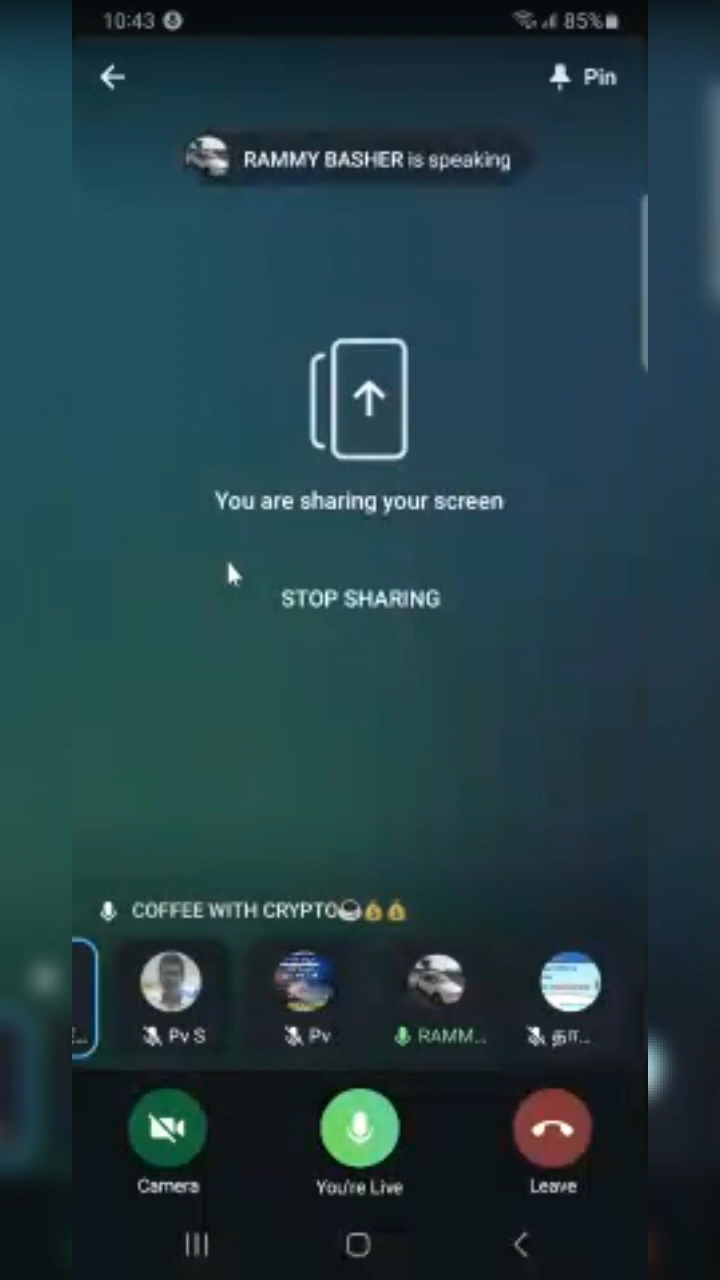 10:43
85%
Pin
RAMMY BASHER is speaking
You are sharing your screen
STOP SHARING
COFFEE WITH CRYPTO☕💰💰
Pv S
Pv
RAMM...
தா...
Camera
You're Live
Leave